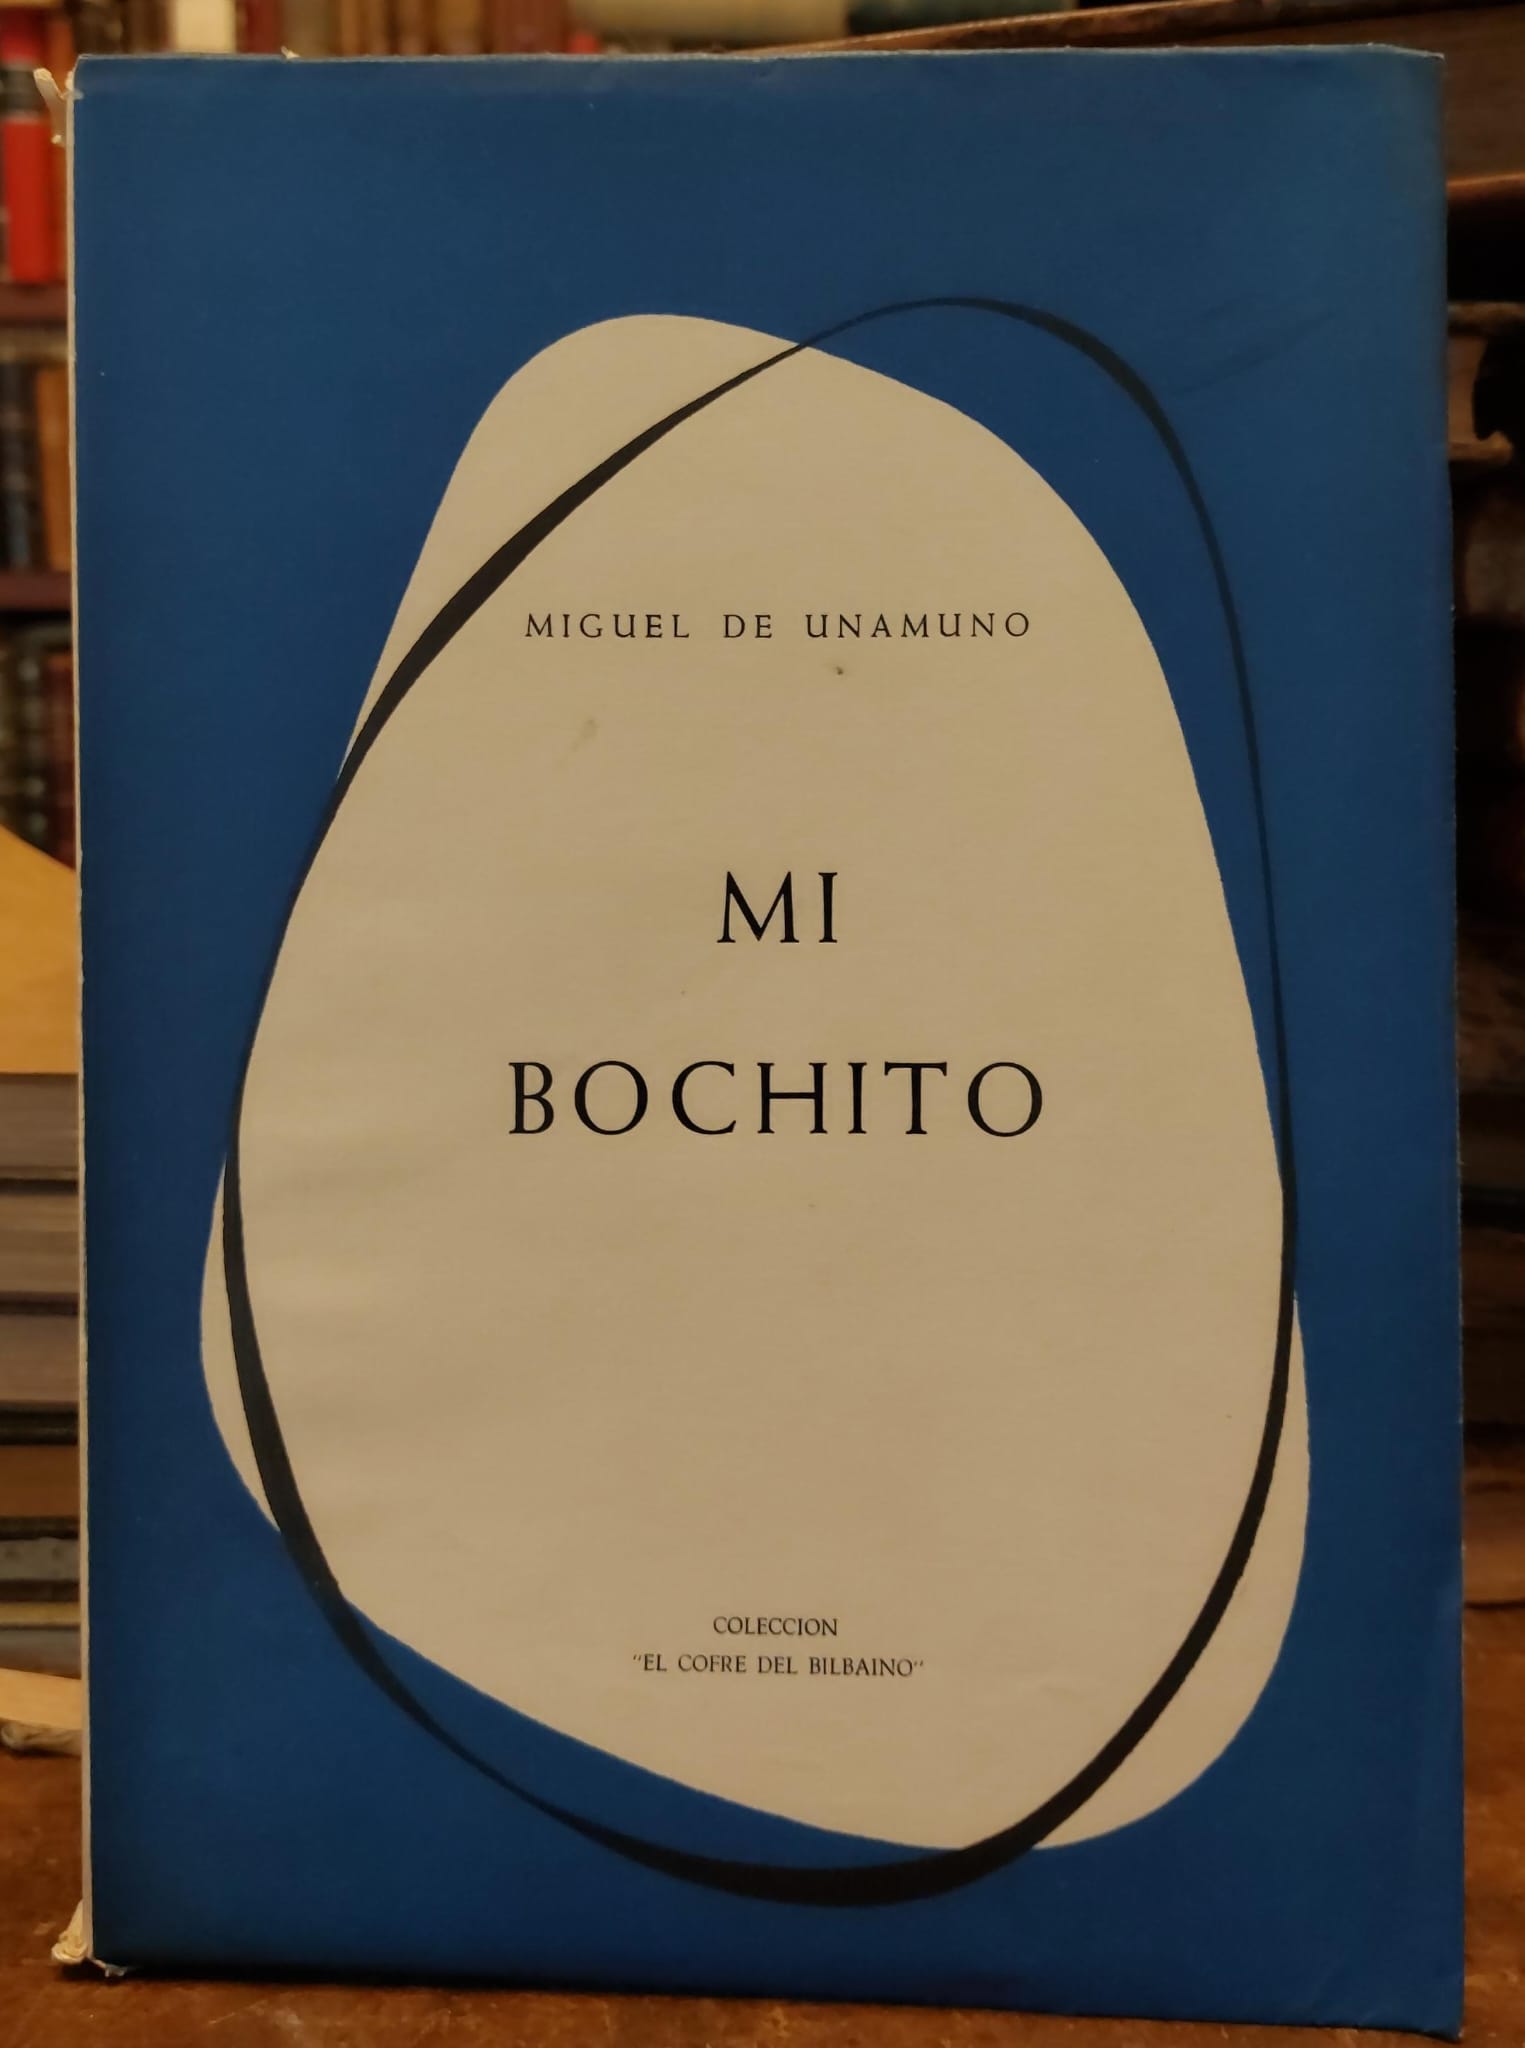 MIGUEL DE UNAMUNO
MI
BOCHITO
COLECCION
"EL COFRE DEL BILBAINO"